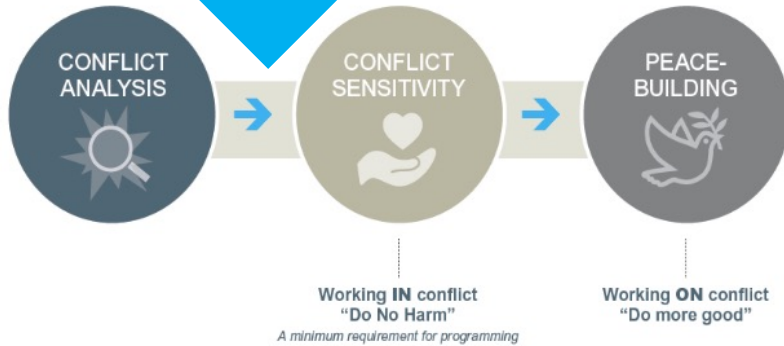 CONFLICT
ANALYSIS
CONFLICT
SENSITIVITY
PEACE-
BUILDING
Working IN conflict
“Do No Harm”
A minimum requirement for programming
Working ON conflict
“Do more good”